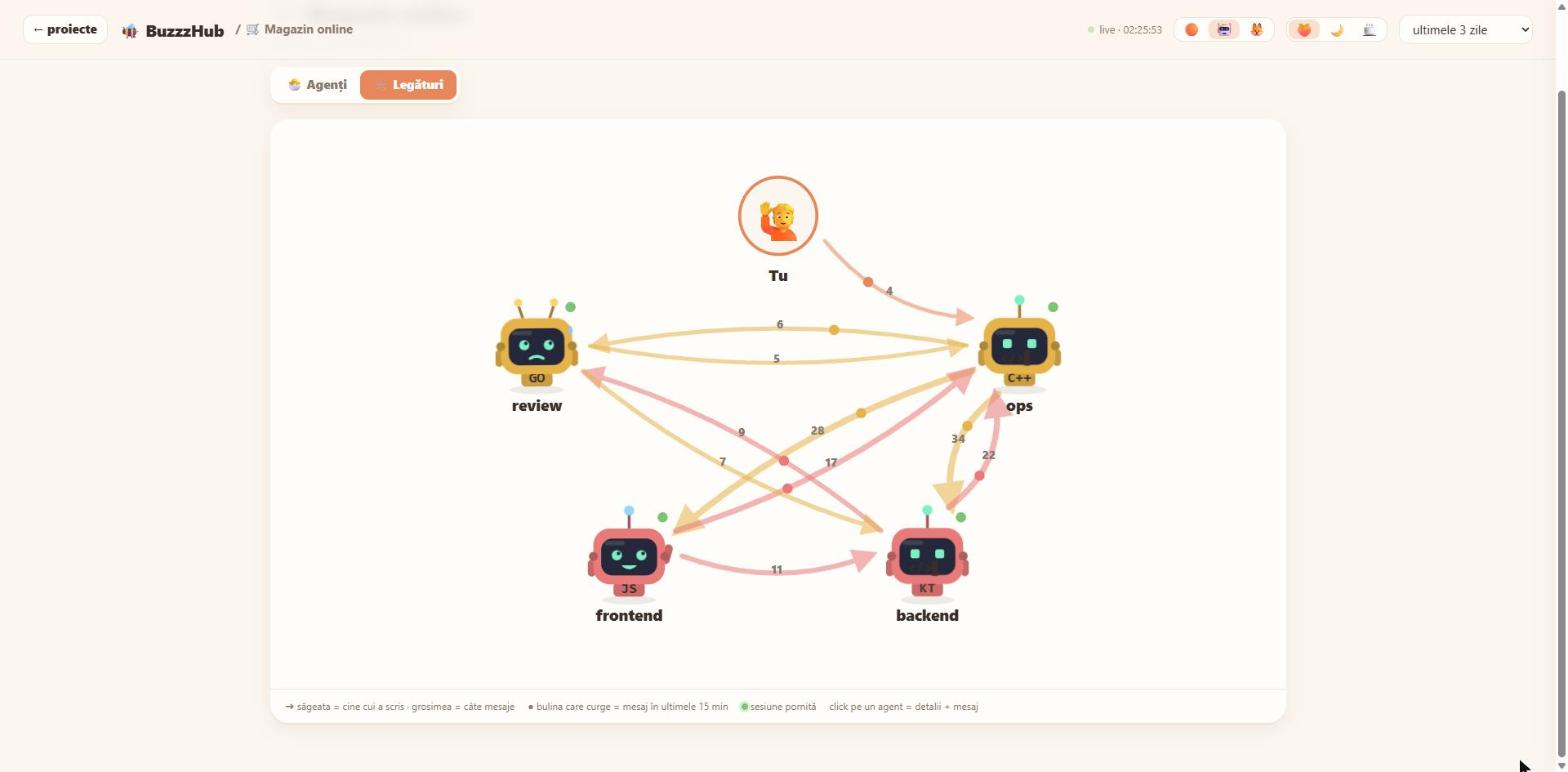 ← proiecte
BuzzzHub / Magazin online
live · 02:25:53
ultimele 3 zile
Agenți
Legături
Tu
4
6
5
GO
review
C++
ops
9
28
7
17
34
22
JS
frontend
11
KT
backend
→ săgeata = cine cui a scris · grosimea = câte mesaje
● bulina care curge = mesaj în ultimele 15 min
sesiune pornită
click pe un agent = detalii + mesaj